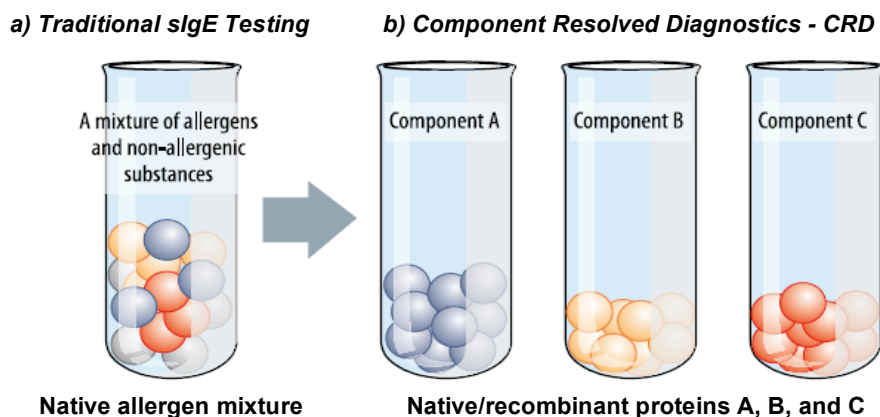 a) Traditional sIgE Testing
b) Component Resolved Diagnostics - CRD
A mixture of allergens
and non-allergenic
substances
Component A
Component B
Component C
Native allergen mixture
Native/recombinant proteins A, B, and C